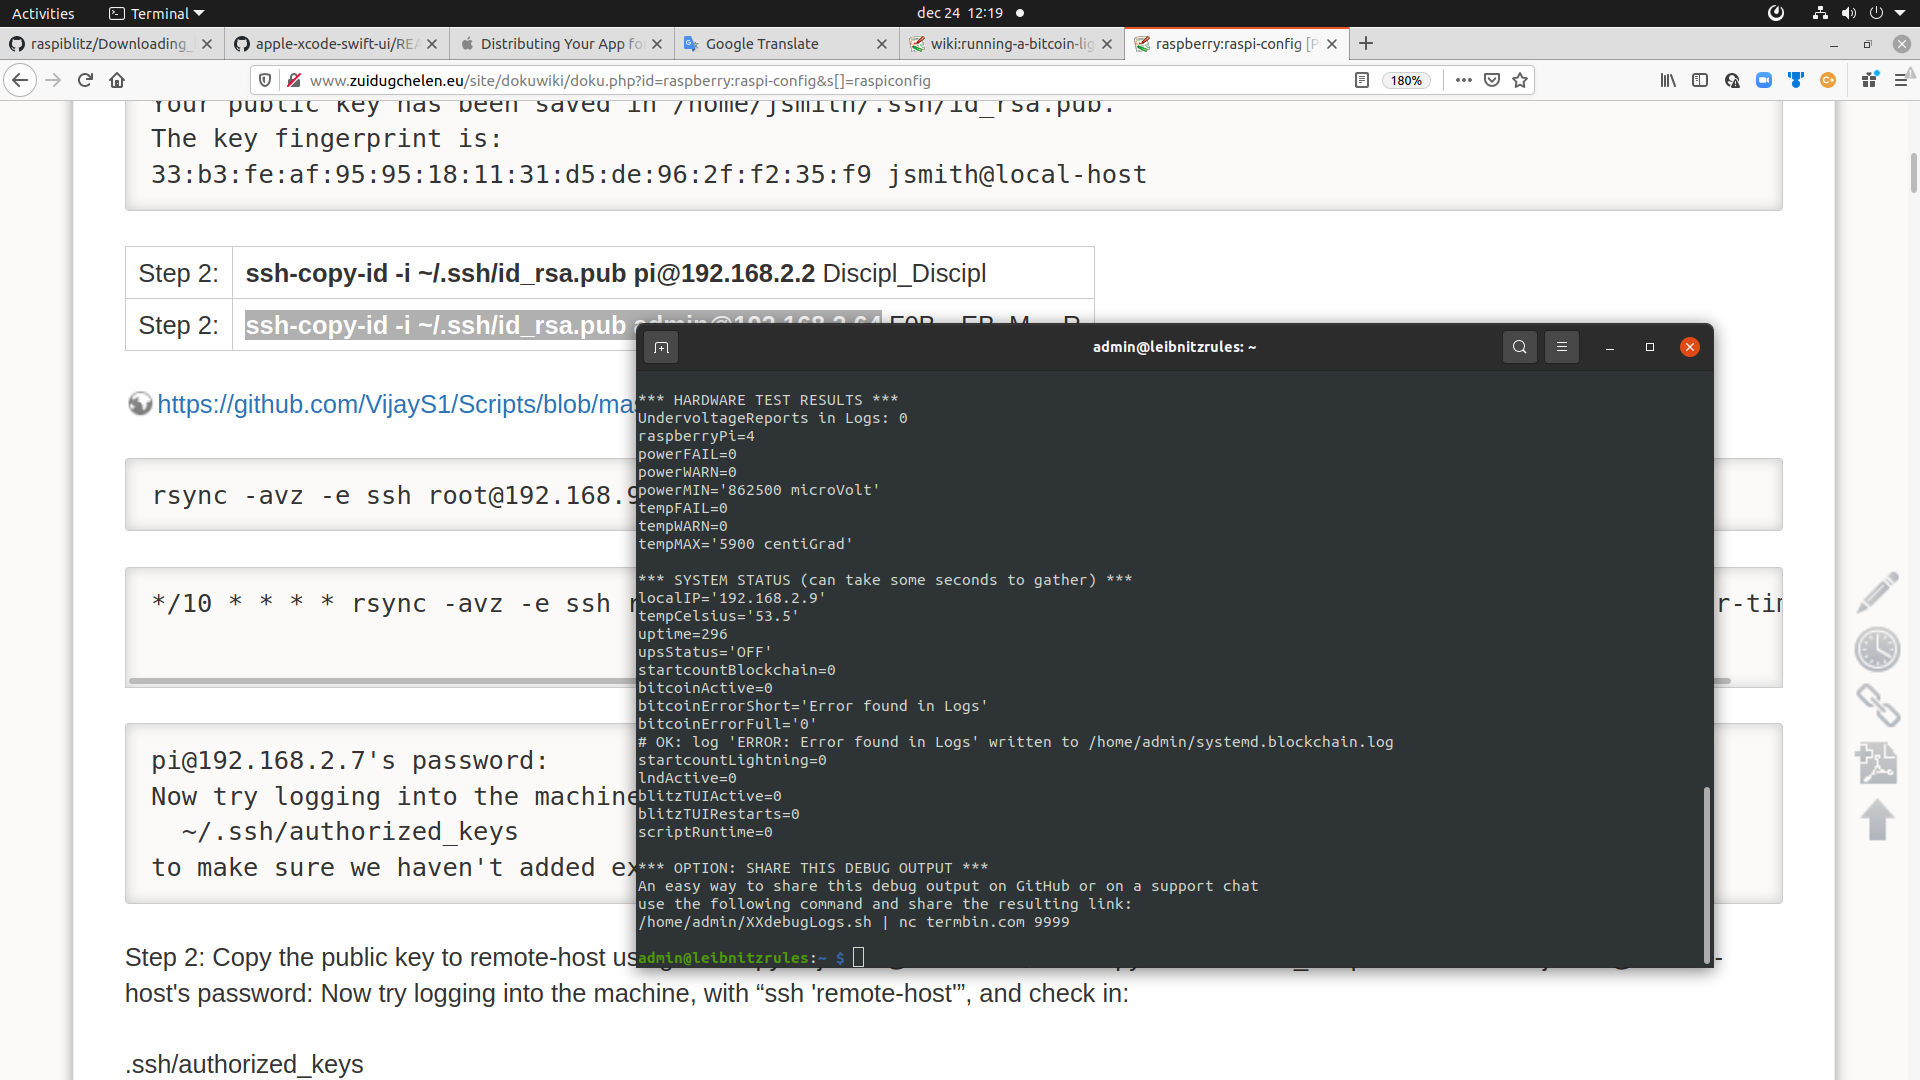 Activities Terminal dec 24 12:19
raspiblitz/Downloading_ apple-xcode-swift-ui/REA Distributing Your App fo Google Translate wiki:running-a-bitcoin-lig raspberry:raspi-config [P
www.zuidugchelen.eu/site/dokuwiki/doku.php?id=raspberry:raspi-config&s[]=raspiconfig 180%
Your public key has been saved in /home/jsmith/.ssh/id_rsa.pub.
The key fingerprint is:
33:b3:fe:af:95:95:18:11:31:d5:de:96:2f:f2:35:f9 jsmith@local-host
Step 2: ssh-copy-id -i ~/.ssh/id_rsa.pub pi@192.168.2.2 Discipl_Discipl
Step 2: ssh-copy-id -i ~/.ssh/id_rsa.pub admin@192.168.2.64
https://github.com/VijayS1/Scripts/blob/mas
rsync -avz -e ssh root@192.168.9
*/10 * * * * rsync -avz -e ssh r
r-tim
pi@192.168.2.7's password:
Now try logging into the machine
~/.ssh/authorized_keys
to make sure we haven't added ex
Step 2: Copy the public key to remote-host
host's password: Now try logging into the machine, with “ssh 'remote-host'”, and check in:
.ssh/authorized_keys
admin@leibnitzrules: ~
*** HARDWARE TEST RESULTS ***
UndervoltageReports in Logs: 0
raspberryPi=4
powerFAIL=0
powerWARN=0
powerMIN='862500 microVolt'
tempFAIL=0
tempWARN=0
tempMAX='5900 centiGrad'
*** SYSTEM STATUS (can take some seconds to gather) ***
localIP='192.168.2.9'
tempCelsius='53.5'
uptime=296
upsStatus='OFF'
startcountBlockchain=0
bitcoinActive=0
bitcoinErrorShort='Error found in Logs'
bitcoinErrorFull='0'
# OK: log 'ERROR: Error found in Logs' written to /home/admin/systemd.blockchain.log
startcountLightning=0
lndActive=0
blitzTUIActive=0
blitzTUIRestarts=0
scriptRuntime=0
*** OPTION: SHARE THIS DEBUG OUTPUT ***
An easy way to share this debug output on GitHub or on a support chat
use the following command and share the resulting link:
/home/admin/XXdebugLogs.sh | nc termbin.com 9999
admin@leibnitzrules:~ $